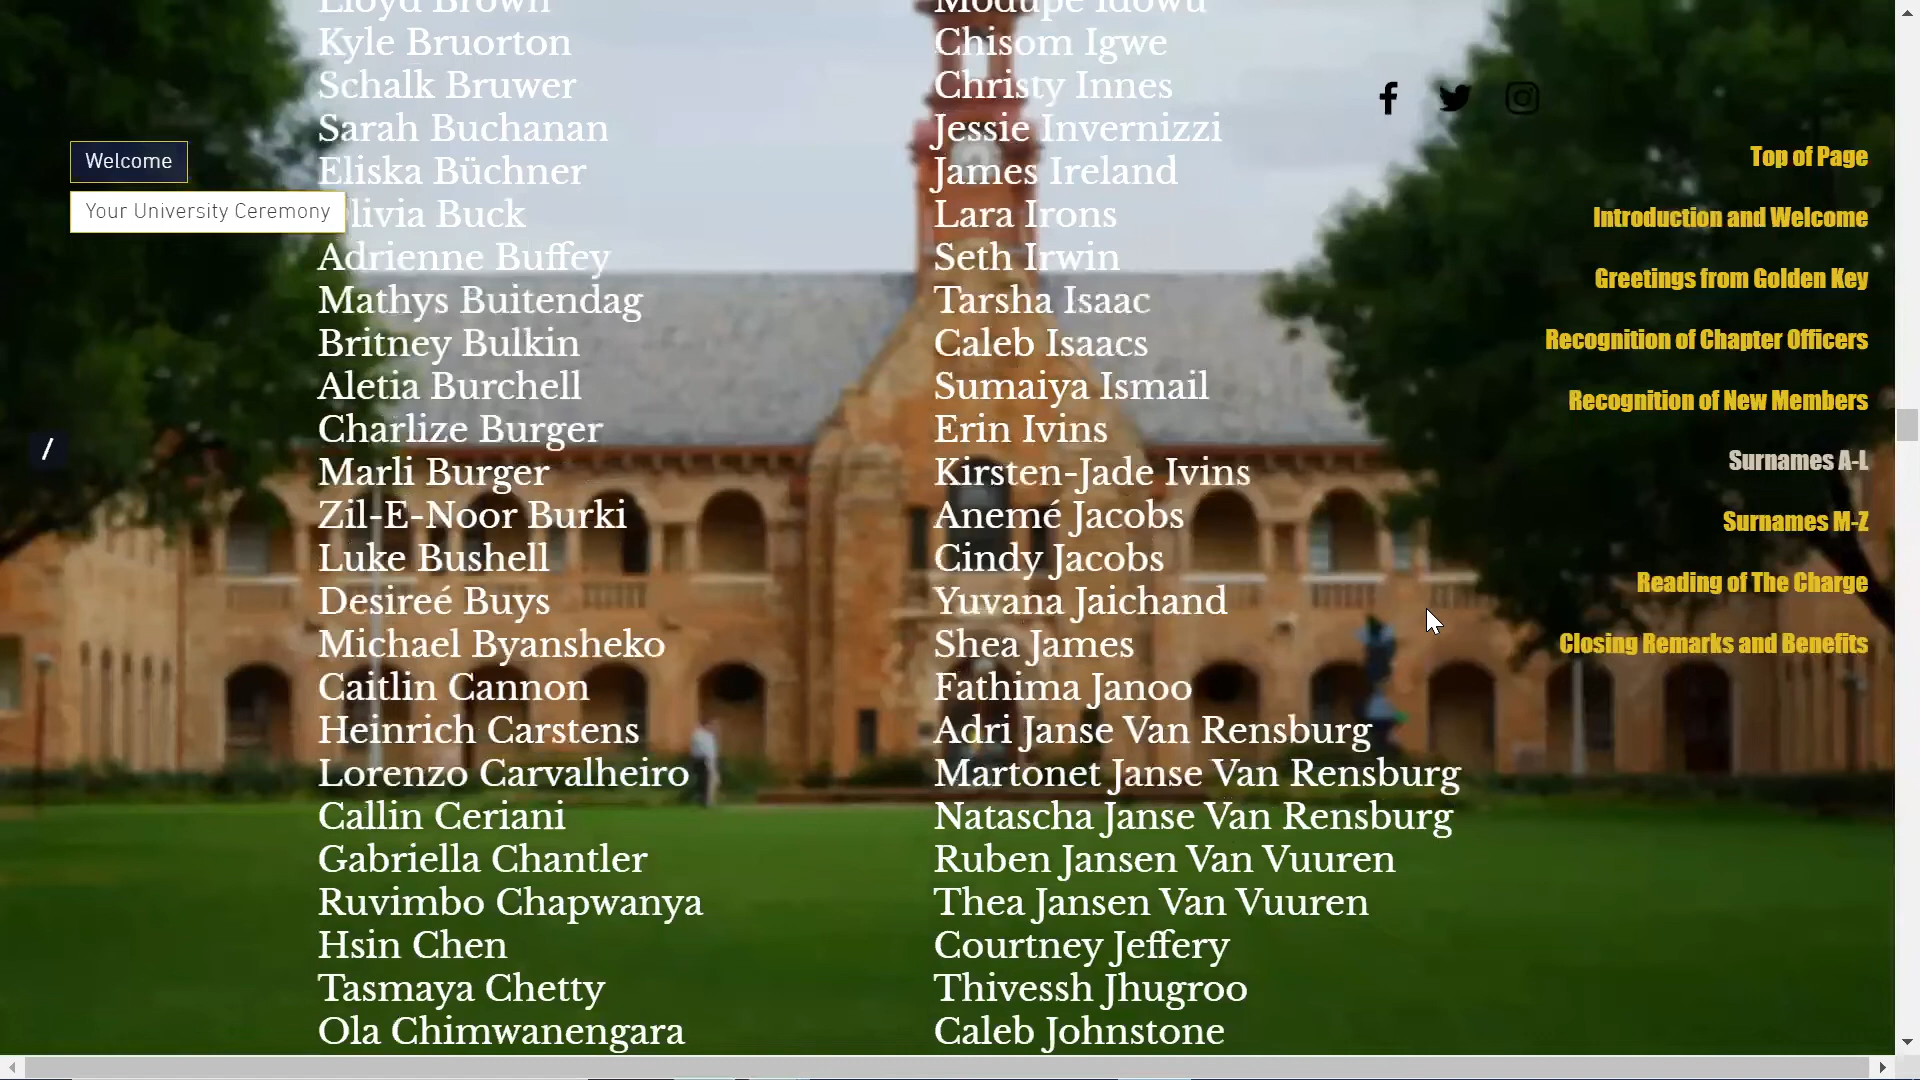 Lloyd Brown
Kyle Bruorton
Schalk Bruwer
Sarah Buchanan
Eliska Büchner
Olivia Buck
Adrienne Buffey
Mathys Buitendag
Britney Bulkin
Aletia Burchell
Charlize Burger
Marli Burger
Zil-E-Noor Burki
Luke Bushell
Desireé Buys
Michael Byansheko
Caitlin Cannon
Heinrich Carstens
Lorenzo Carvalheiro
Callin Ceriani
Gabriella Chantler
Ruvimbo Chapwanya
Hsin Chen
Tasmaya Chetty
Ola Chimwanengara
Modupe Idowu
Chisom Igwe
Christy Innes
Jessie Invernizzi
James Ireland
Lara Irons
Seth Irwin
Tarsha Isaac
Caleb Isaacs
Sumaiya Ismail
Erin Ivins
Kirsten-Jade Ivins
Anemé Jacobs
Cindy Jacobs
Yuvana Jaichand
Shea James
Fathima Janoo
Adri Janse Van Rensburg
Martonet Janse Van Rensburg
Natascha Janse Van Rensburg
Ruben Jansen Van Vuuren
Thea Jansen Van Vuuren
Courtney Jeffery
Thivessh Jhugroo
Caleb Johnstone
Welcome
Your University Ceremony
/
Top of Page
Introduction and Welcome
Greetings from Golden Key
Recognition of Chapter Officers
Recognition of New Members
Surnames A-L
Surnames M-Z
Reading of The Charge
Closing Remarks and Benefits